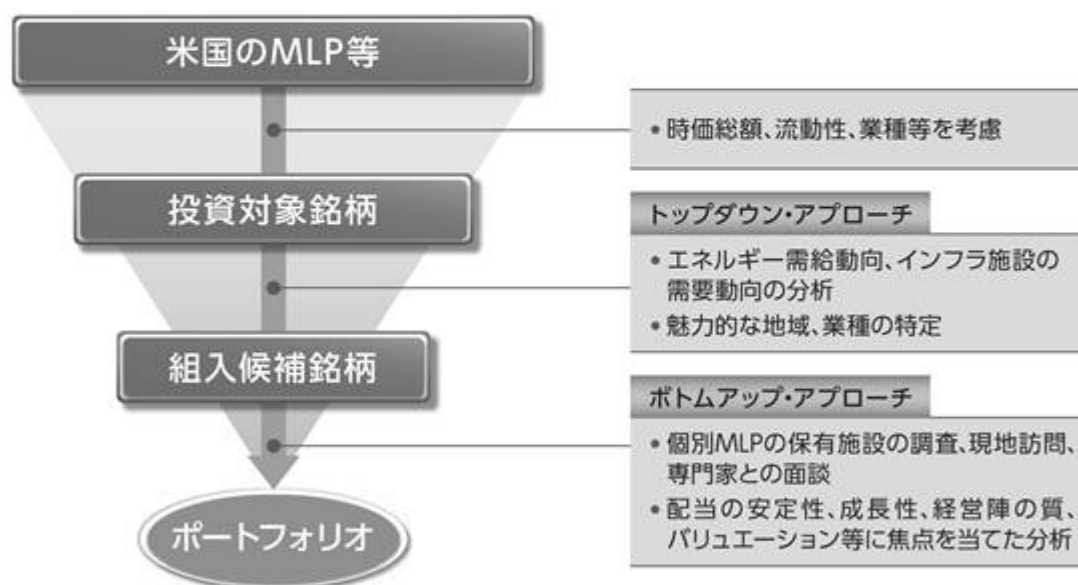 米国のMLP等
• 時価総額、流動性、業種等を考慮
投資対象銘柄
トップダウン・アプローチ
• エネルギー需給動向、インフラ施設の
需要動向の分析
• 魅力的な地域、業種の特定
組入候補銘柄
ボトムアップ・アプローチ
• 個別MLPの保有施設の調査、現地訪問、
専門家との面談
• 配当の安定性、成長性、経営陣の質、
バリュエーション等に焦点を当てた分析
ポートフォリオ